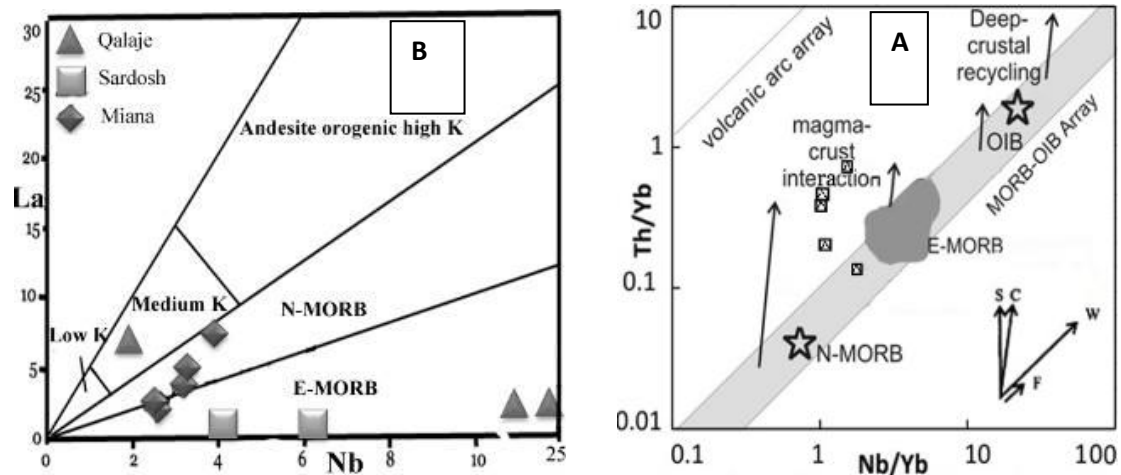 30
La
25
20
15
10
5
0
Qalaje
Sardosh
Miana
B
Andesite orogenic high K
Medium K
Low K
N-MORB
E-MORB
0
2
4
6
Nb
8
10
25
10
1
0.1
0.01
Th/Yb
A
volcanic arc array
Deep-
crustal
recycling
magma-
crust
interaction
OIB
MORB-OIB Array
E-MORB
N-MORB
S C
W
F
0.1
1
10
100
Nb/Yb